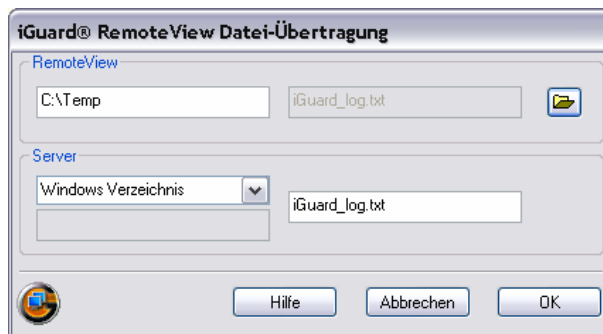 iGuard® RemoteView Datei-Übertragung
RemoteView
C:\Temp iGuard_log.txt
Server
Windows Verzeichnis
iGuard_log.txt
Hilfe Abbrechen OK